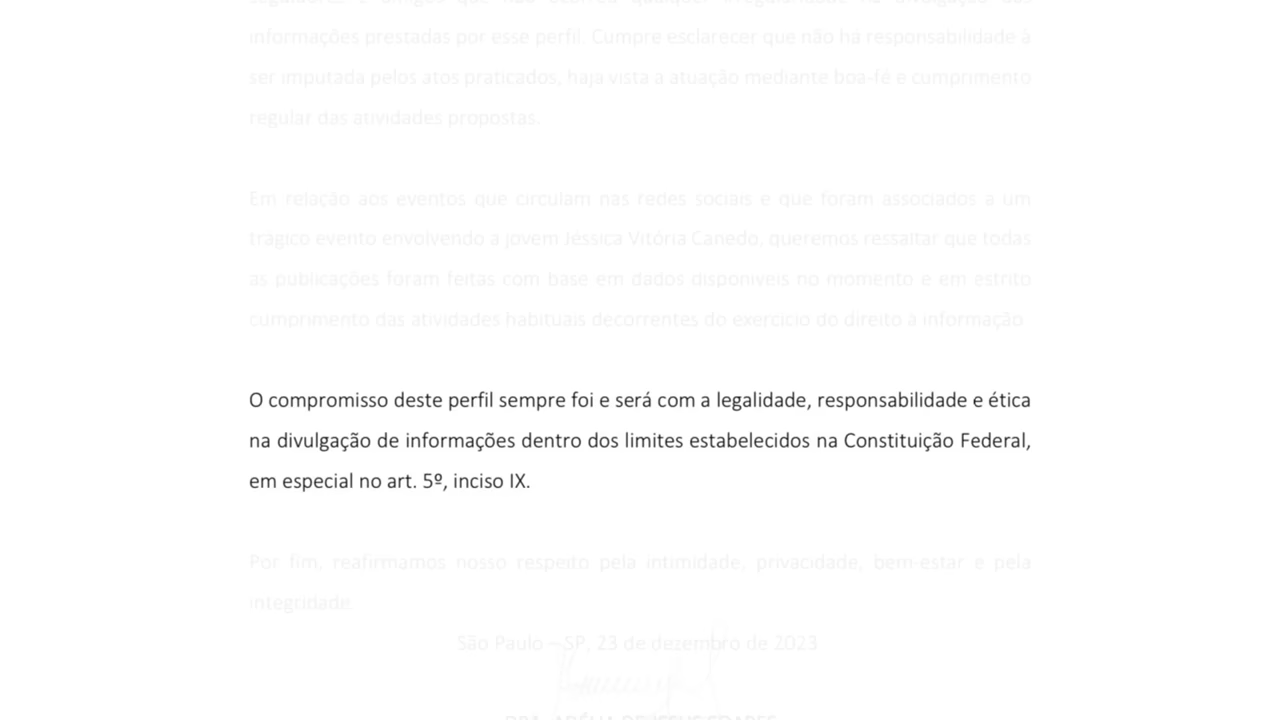 seguidores e amigos que não ocorreu qualquer irregularidade na divulgação das
informações prestadas por esse perfil. Cumpre esclarecer que não há responsabilidade à
ser imputada pelos atos praticados, haja vista a atuação mediante boa-fé e cumprimento
regular das atividades propostas.
Em relação aos eventos que circulam nas redes sociais e que foram associados a um
trágico evento envolvendo a jovem Jéssica Vitória Canedo, queremos ressaltar que todas
as publicações foram feitas com base em dados disponíveis no momento e em estrito
cumprimento das atividades habituais decorrentes do exercício do direito à informação
O compromisso deste perfil sempre foi e será com a legalidade, responsabilidade e ética
na divulgação de informações dentro dos limites estabelecidos na Constituição Federal,
em especial no art. 5º, inciso IX.
Por fim, reafirmamos nosso respeito pela intimidade, privacidade, bem-estar e pela
integridade
São Paulo – SP, 23 de dezembro de 2023